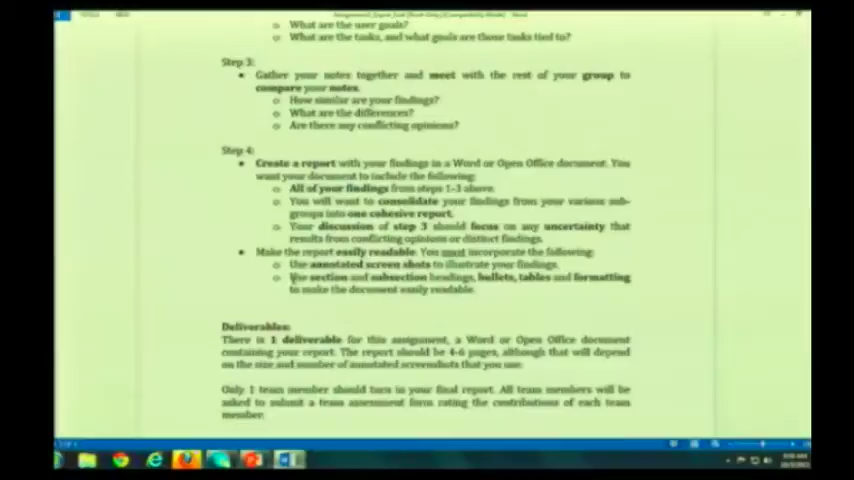 o What are the user goals?
o What are the tasks, and what goals are those tasks tied to?
Step 3:
• Gather your notes together and meet with the rest of your group to
compare your notes.
o How similar are your findings?
o What are the differences?
o Are there any conflicting opinions?
Step 4:
• Create a report with your findings in a Word or Open Office document. You
want your document to include the following:
o All of your findings from steps 1-3 above.
o You will want to consolidate your findings from your various sub-
groups into one cohesive report.
o Your discussion of step 3 should focus on any uncertainty that
results from conflicting opinions or distinct findings.
• Make the report easily readable. You must incorporate the following:
o Use annotated screen shots to illustrate your findings.
o Use section and subsection headings, bullets, tables and formatting
to make the document easily readable.
Deliverables:
There is 1 deliverable for this assignment, a Word or Open Office document
containing your report. The report should be 4-6 pages, although that will depend
on the size and number of annotated screenshots that you use.
Only 1 team member should turn in your final report. All team members will be
asked to submit a team assessment form rating the contributions of each team
member.